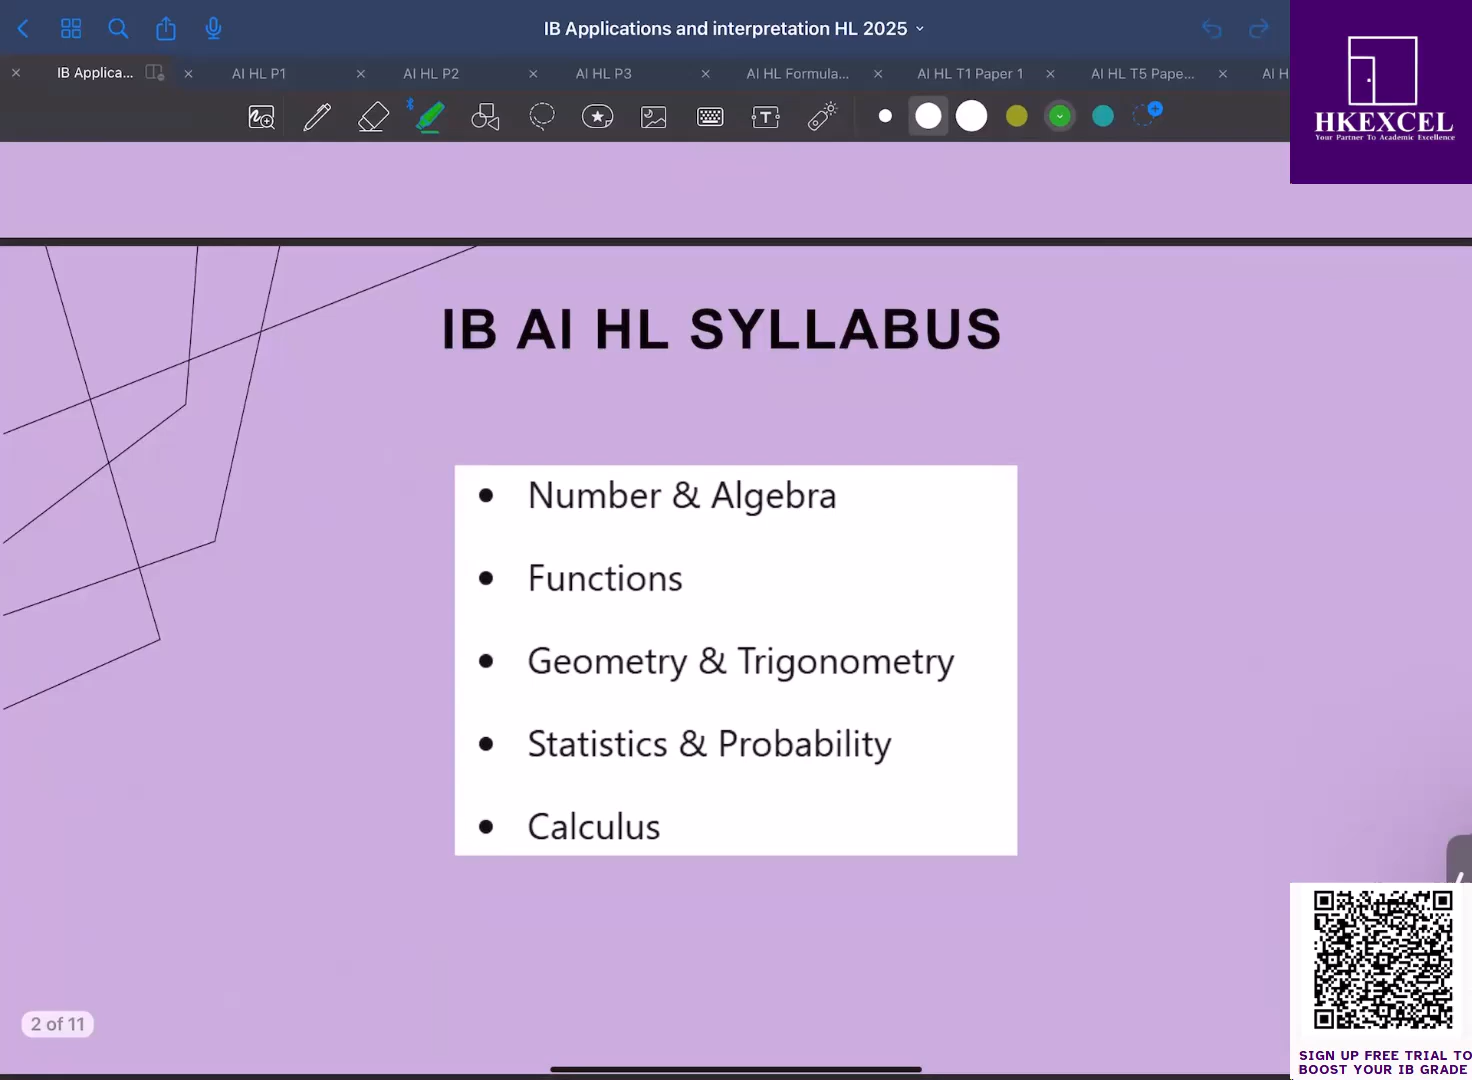 IB Applications and interpretation HL 2025
IB Applica...
AI HL P1
AI HL P2
AI HL P3
AI HL Formula...
AI HL T1 Paper 1
AI HL T5 Pape...
AI H
T
HKEXCEL
Your Partner To Academic Excellence
IB AI HL SYLLABUS
• Number & Algebra
• Functions
• Geometry & Trigonometry
• Statistics & Probability
• Calculus
2 of 11
SIGN UP FREE TRIAL TO
BOOST YOUR IB GRADE